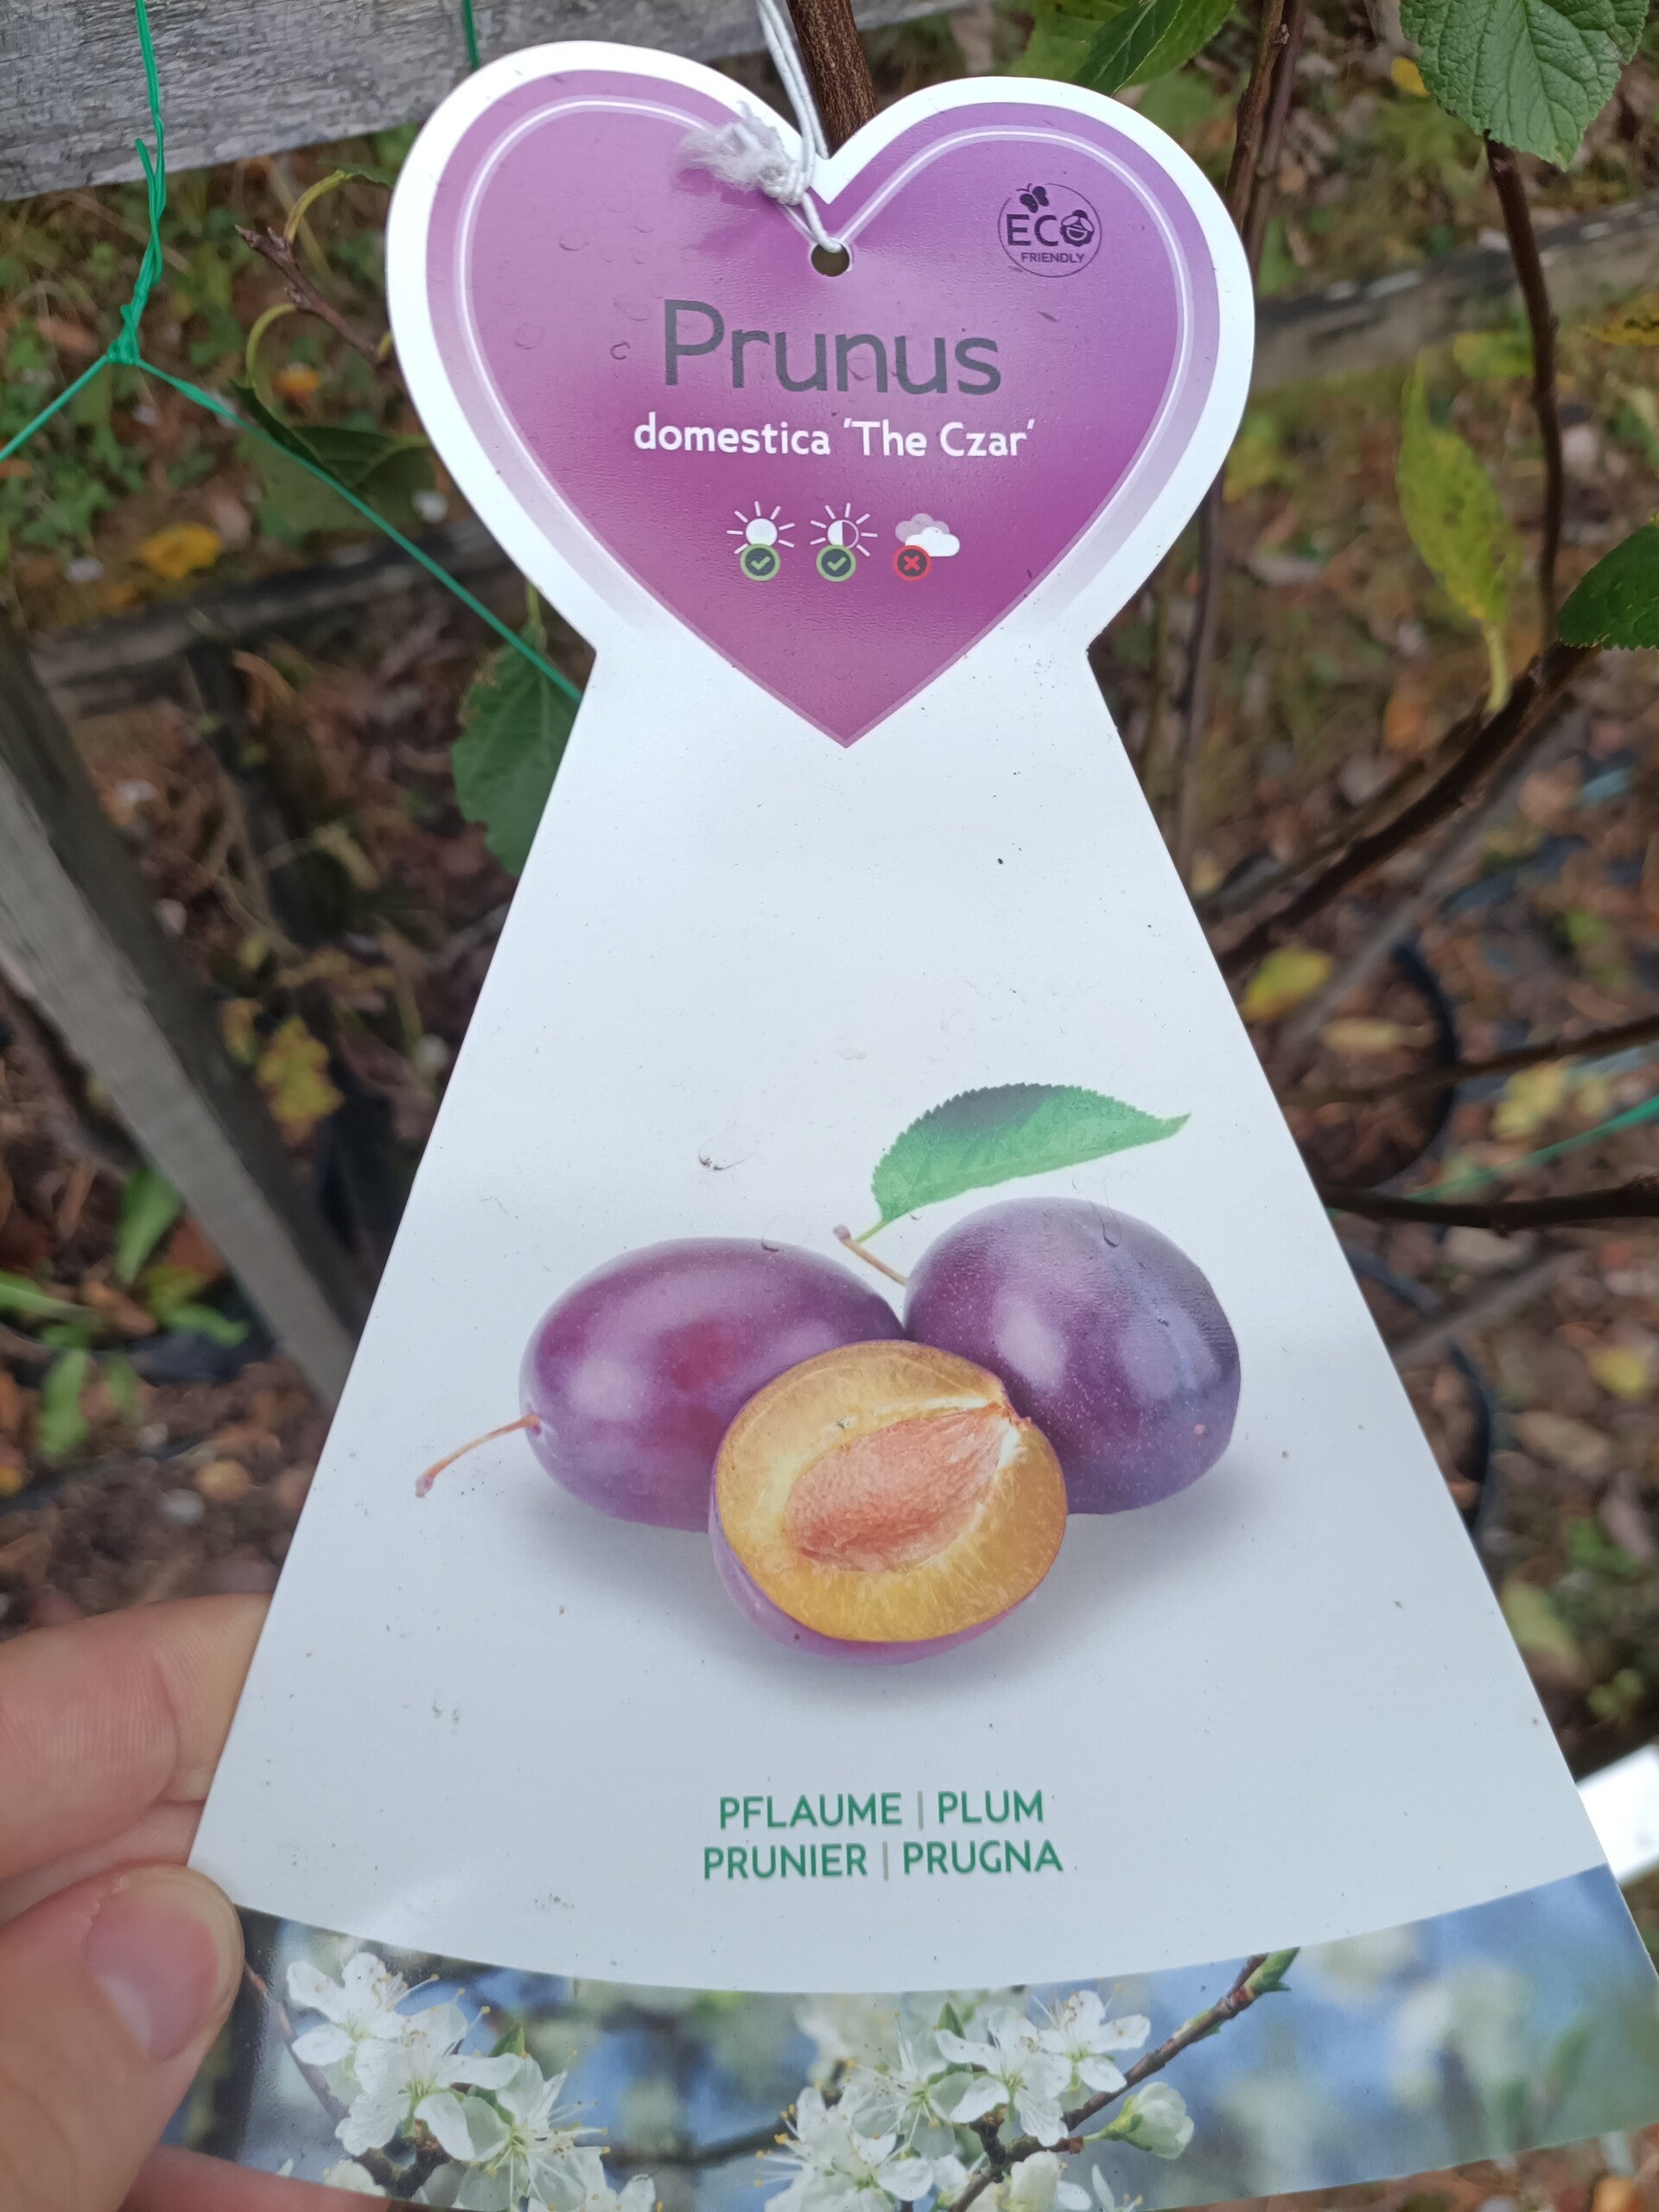 ECO
FRIENDLY
Prunus
domestica ′The Czar′
PFLAUME | PLUM
PRUNIER | PRUGNA